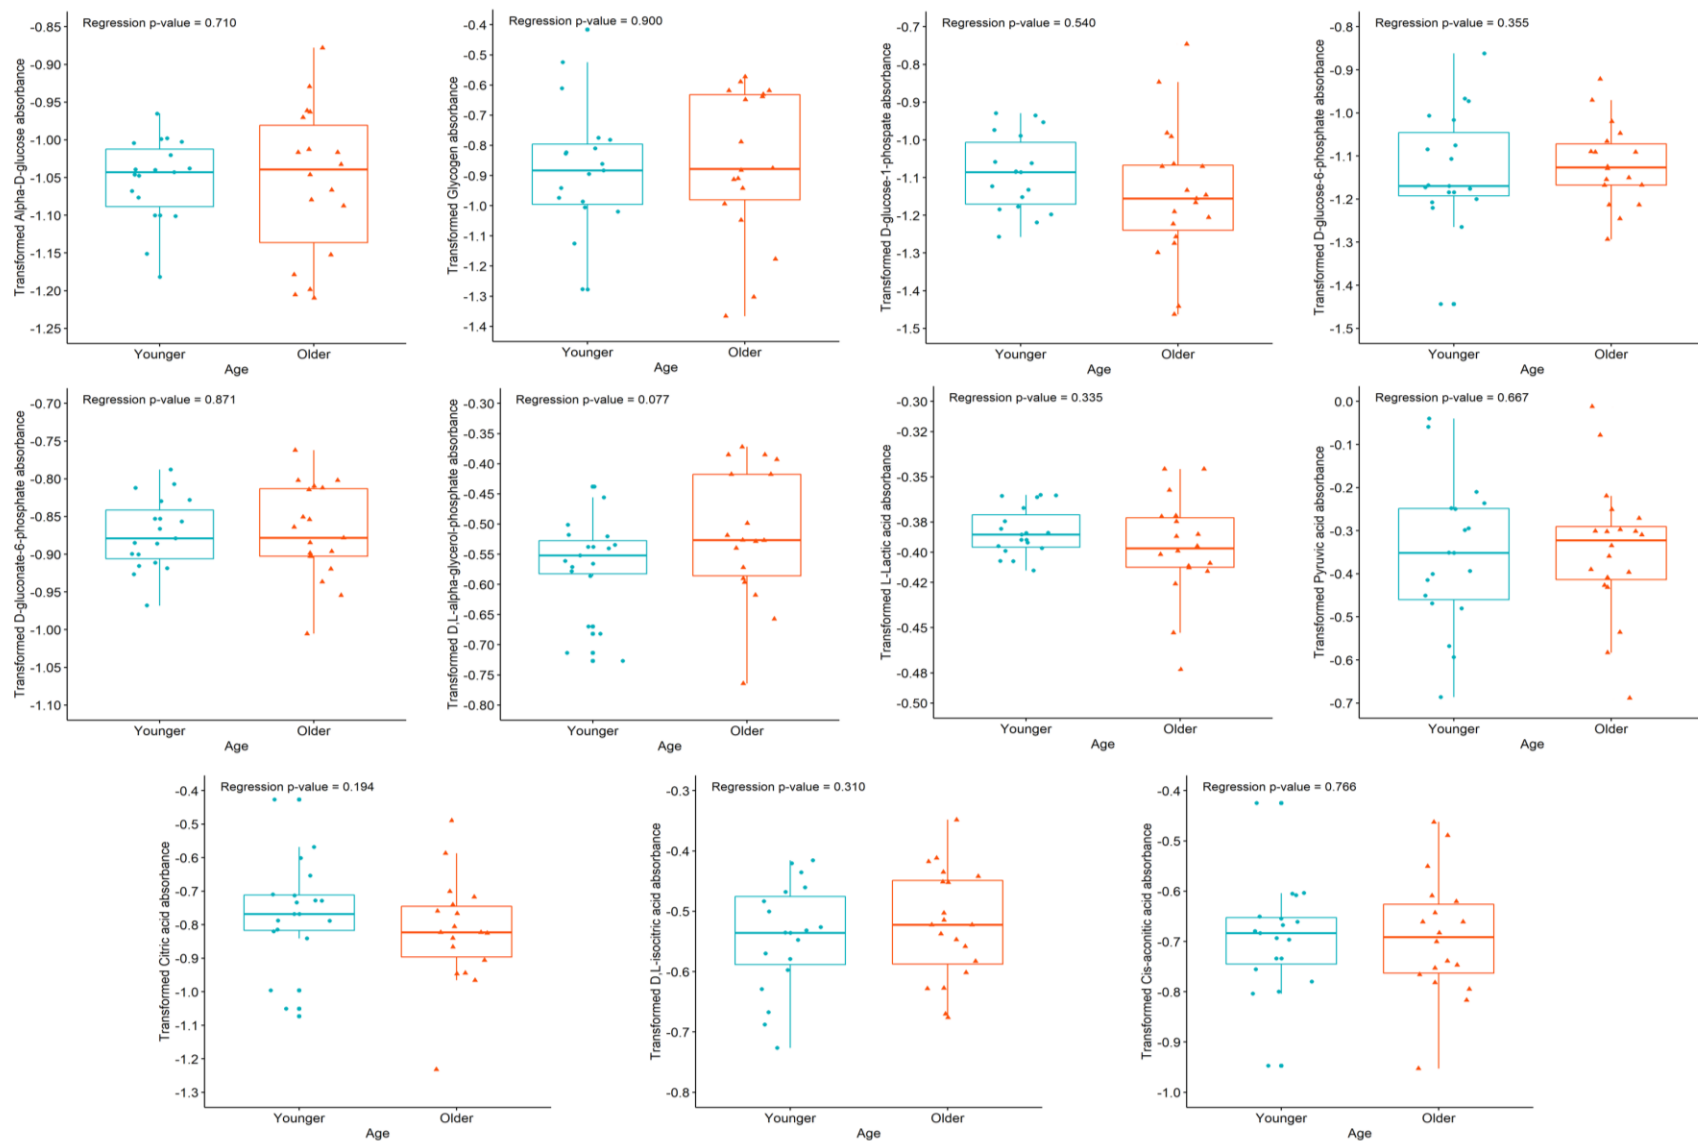 Regression p-value = 0.710
Transformed Alpha-D-glucose absorbance
-0.85
-0.90
-0.95
-1.00
-1.05
-1.10
-1.15
-1.20
-1.25
Younger
Older
Age
Regression p-value = 0.900
Transformed Glycogen absorbance
-0.4
-0.5
-0.6
-0.7
-0.8
-0.9
-1.0
-1.1
-1.2
-1.3
-1.4
Younger
Older
Age
Regression p-value = 0.540
Transformed D-glucose-1-phospate absorbance
-0.7
-0.8
-0.9
-1.0
-1.1
-1.2
-1.3
-1.4
-1.5
Younger
Older
Age
Regression p-value = 0.355
Transformed D-glucose-6-phosphate absorbance
-0.8
-0.9
-1.0
-1.1
-1.2
-1.3
-1.4
-1.5
Younger
Older
Age
Regression p-value = 0.871
Transformed D-gluconate-6-phosphate absorbance
-0.70
-0.75
-0.80
-0.85
-0.90
-0.95
-1.00
-1.05
-1.10
Younger
Older
Age
Regression p-value = 0.077
Transformed D,L-alpha-glycerol-phosphate absorbance
-0.30
-0.35
-0.40
-0.45
-0.50
-0.55
-0.60
-0.65
-0.70
-0.75
-0.80
Younger
Older
Age
Regression p-value = 0.335
Transformed L-Lactic acid absorbance
-0.30
-0.32
-0.35
-0.38
-0.40
-0.42
-0.45
-0.48
-0.50
Younger
Older
Age
Regression p-value = 0.667
Transformed Pyruvic acid absorbance
0.0
-0.1
-0.2
-0.3
-0.4
-0.5
-0.6
-0.7
Younger
Older
Age
Regression p-value = 0.194
Transformed Citric acid absorbance
-0.4
-0.5
-0.6
-0.7
-0.8
-0.9
-1.0
-1.1
-1.2
-1.3
Younger
Older
Age
Regression p-value = 0.310
Transformed D,L-isocitric acid absorbance
-0.3
-0.4
-0.5
-0.6
-0.7
-0.8
Younger
Older
Age
Regression p-value = 0.766
Transformed Cis-aconitic acid absorbance
-0.4
-0.5
-0.6
-0.7
-0.8
-0.9
-1.0
Younger
Older
Age